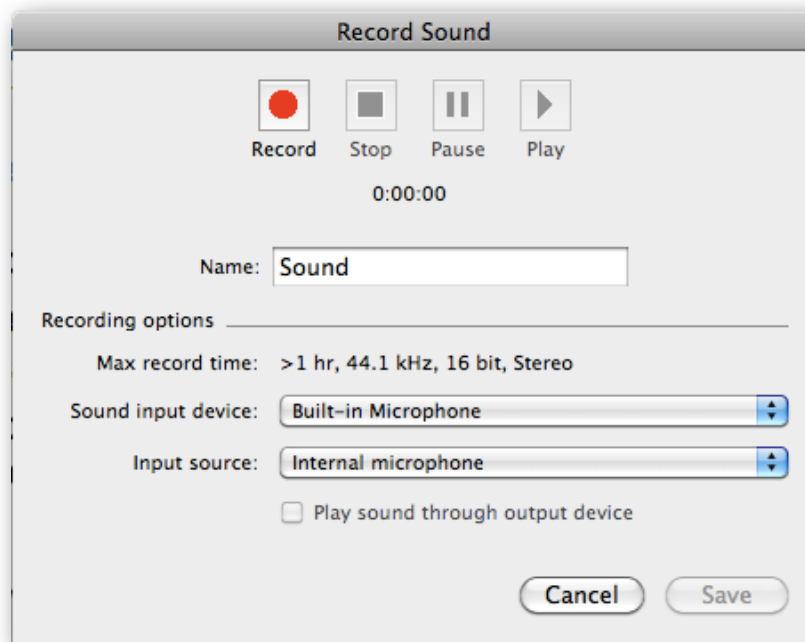 Record Sound
Record Stop Pause Play
0:00:00
Name: Sound
Recording options
Max record time: >1 hr, 44.1 kHz, 16 bit, Stereo
Sound input device: Built-in Microphone
Input source: Internal microphone
Play sound through output device
Cancel Save